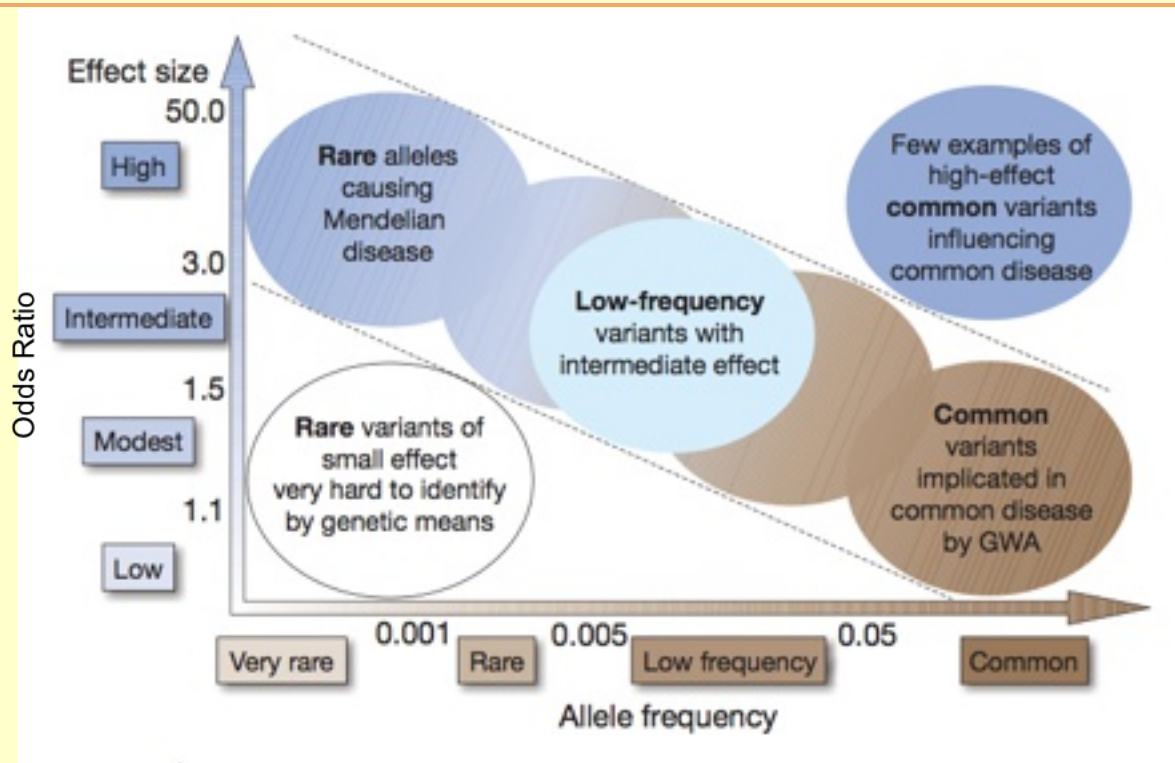 Effect size
50.0
High
3.0
Intermediate
1.5
Modest
1.1
Low
Odds Ratio
Rare alleles
causing
Mendelian
disease
Few examples of
high-effect
common variants
influencing
common disease
Low-frequency
variants with
intermediate effect
Rare variants of
small effect
very hard to identify
by genetic means
Common
variants
implicated in
common disease
by GWA
0.001
0.005
0.05
Very rare
Rare
Low frequency
Common
Allele frequency